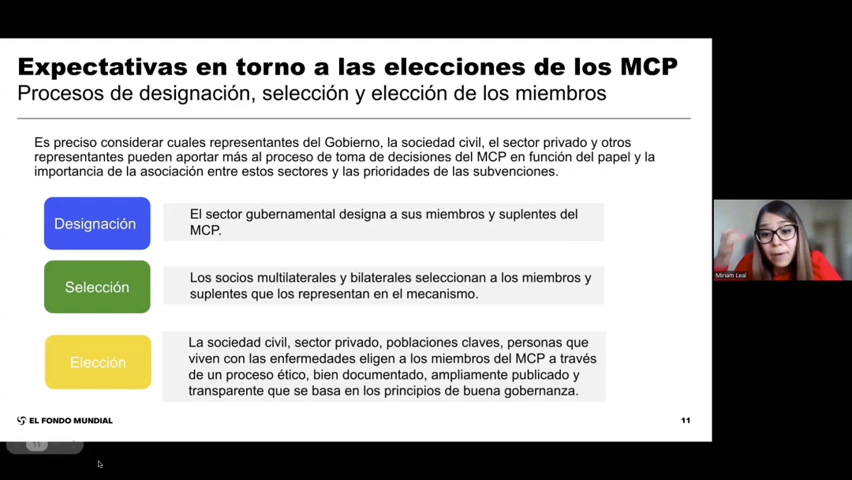 Expectativas en torno a las elecciones de los MCP
Procesos de designación, selección y elección de los miembros
Es preciso considerar cuales representantes del Gobierno, la sociedad civil, el sector privado y otros
representantes pueden aportar más al proceso de toma de decisiones del MCP en función del papel y la
importancia de la asociación entre estos sectores y las prioridades de las subvenciones.
Designación
El sector gubernamental designa a sus miembros y suplentes del
MCP.
Selección
Los socios multilaterales y bilaterales seleccionan a los miembros y
suplentes que los representan en el mecanismo.
Elección
La sociedad civil, sector privado, poblaciones claves, personas que
viven con las enfermedades eligen a los miembros del MCP a través
de un proceso ético, bien documentado, ampliamente publicado y
transparente que se basa en los principios de buena gobernanza.
EL FONDO MUNDIAL
11
Miriam Leal
11